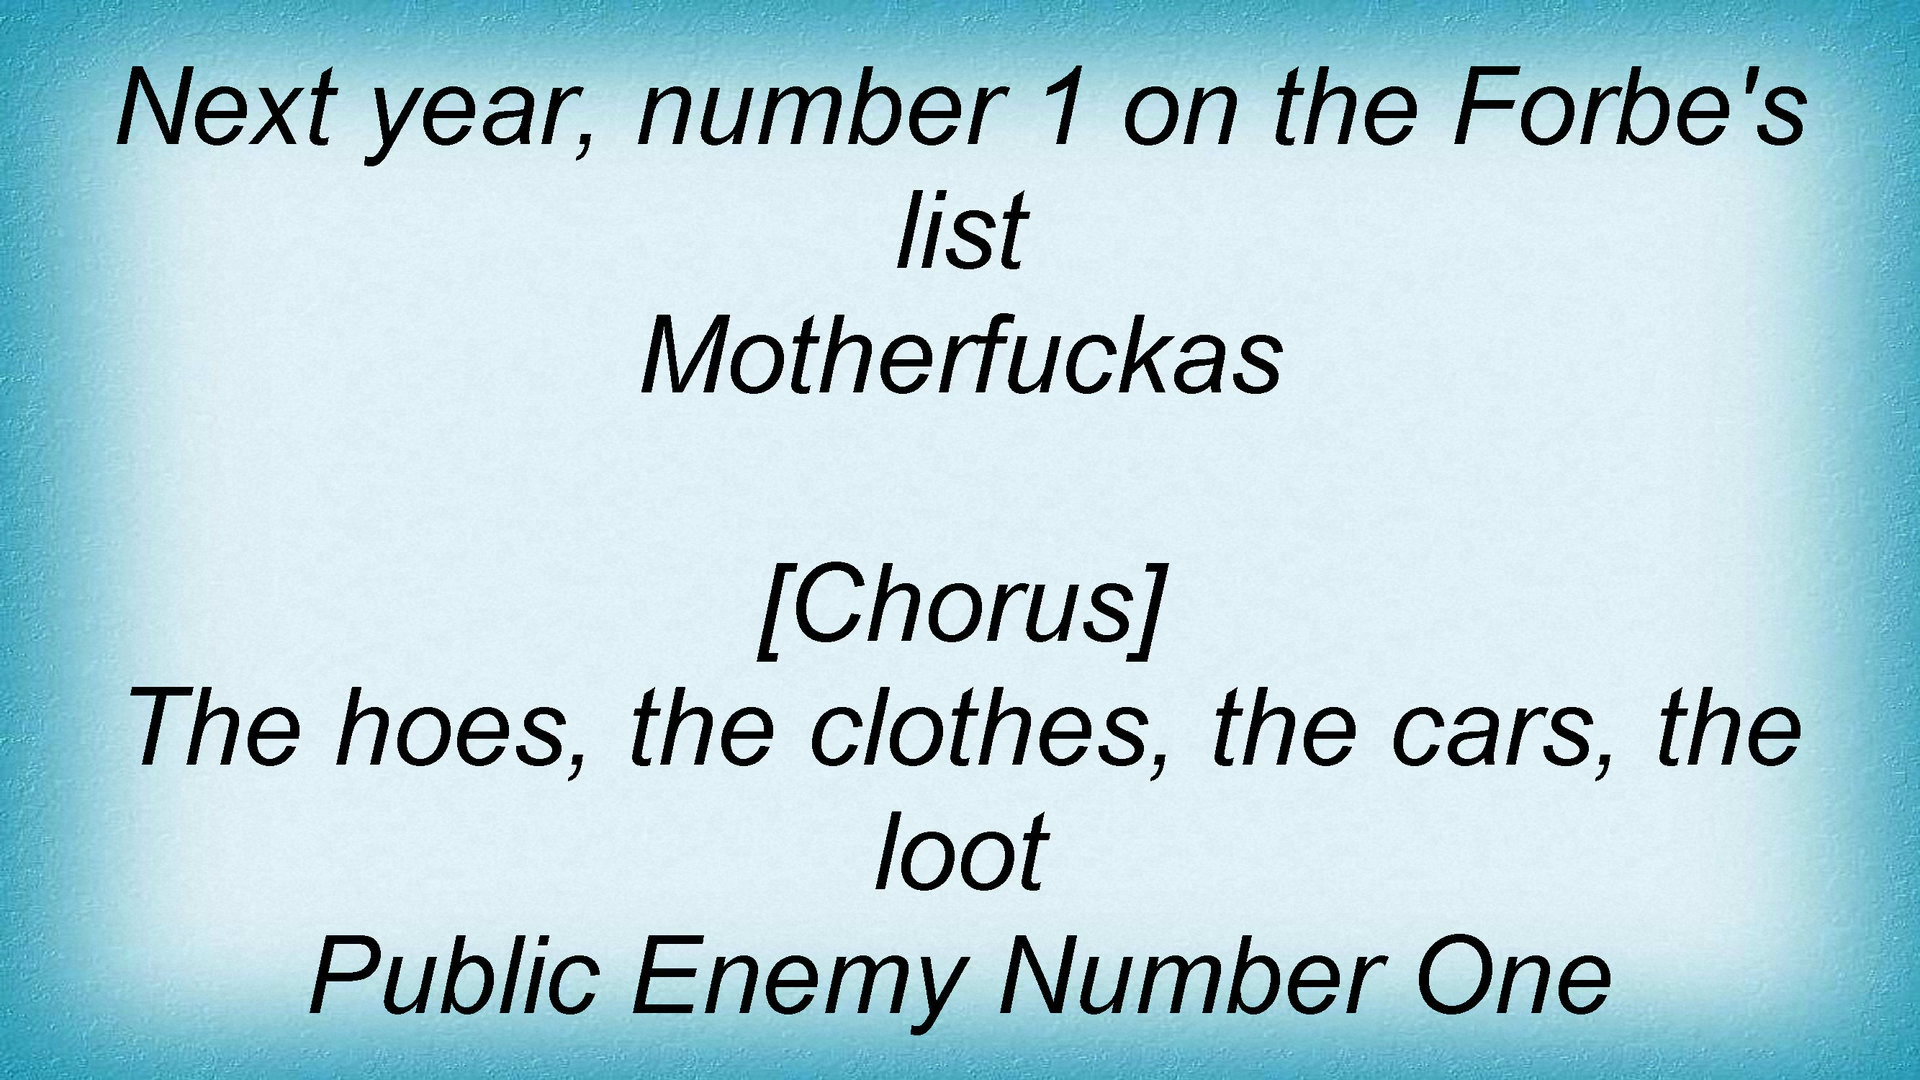 Next year, number 1 on the Forbe's
list
Motherfuckas
[Chorus]
The hoes, the clothes, the cars, the
loot
Public Enemy Number One